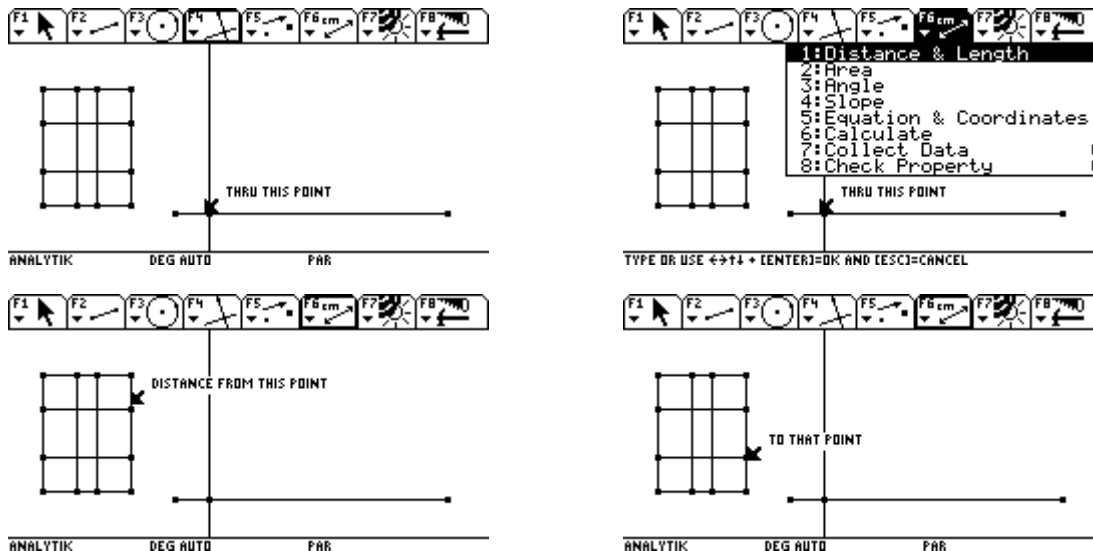 F1 F2 F3 F4 F5 F6 cm F7 F8
THRU THIS POINT
ANALYTIK DEG AUTO PAR
F1 F2 F3 F4 F5 F6 cm F7 F8
1:Distance & Length
2:Area
3:Angle
4:Slope
5:Equation & Coordinates
6:Calculate
7:Collect Data
8:Check Property
THRU THIS POINT
TYPE OR USE ←→↑↓ + [ENTER]=OK AND [ESC]=CANCEL
F1 F2 F3 F4 F5 F6 cm F7 F8
DISTANCE FROM THIS POINT
ANALYTIK DEG AUTO PAR
F1 F2 F3 F4 F5 F6 cm F7 F8
TO THAT POINT
ANALYTIK DEG AUTO PAR